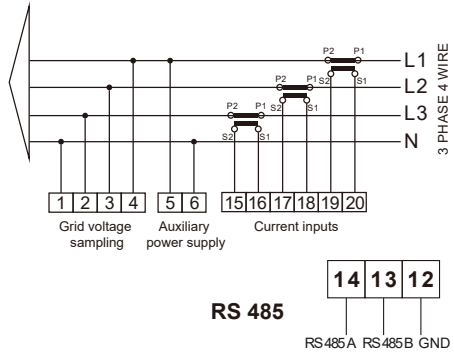 P2 P1
L1
P2 P1
S2 S1
L2
P2 P1
S2 S1
L3
S2 S1
N
3 PHASE 4 WIRE
1 2 3 4 5 6 15 16 17 18 19 20
Grid voltage
sampling
Auxiliary
power supply
Current inputs
14 13 12
RS 485
RS485A RS485B GND